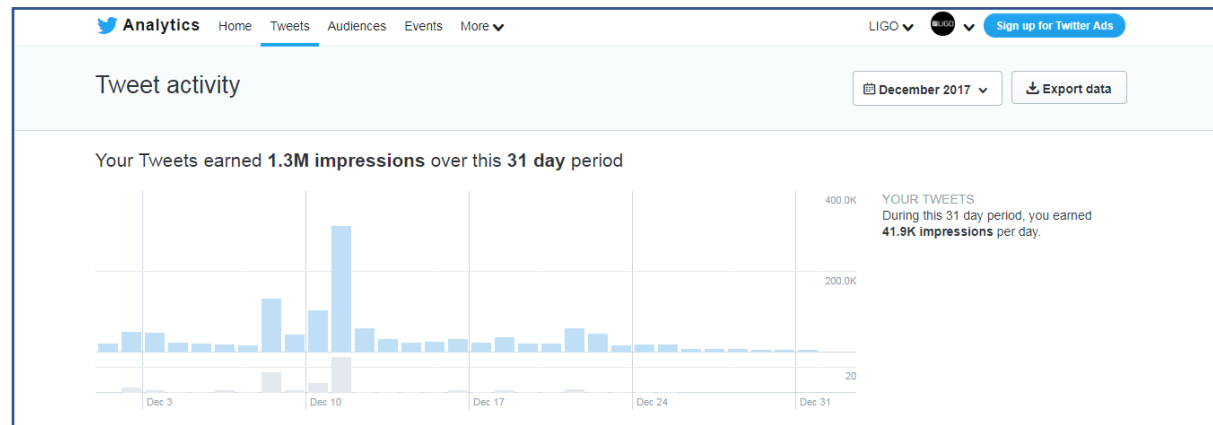 Analytics Home Tweets Audiences Events More LIGO LIGO Sign up for Twitter Ads
Tweet activity
December 2017 Export data
Your Tweets earned 1.3M impressions over this 31 day period
400.0K
200.0K
20
Dec 3 Dec 10 Dec 17 Dec 24 Dec 31
YOUR TWEETS
During this 31 day period, you earned
41.9K impressions per day.